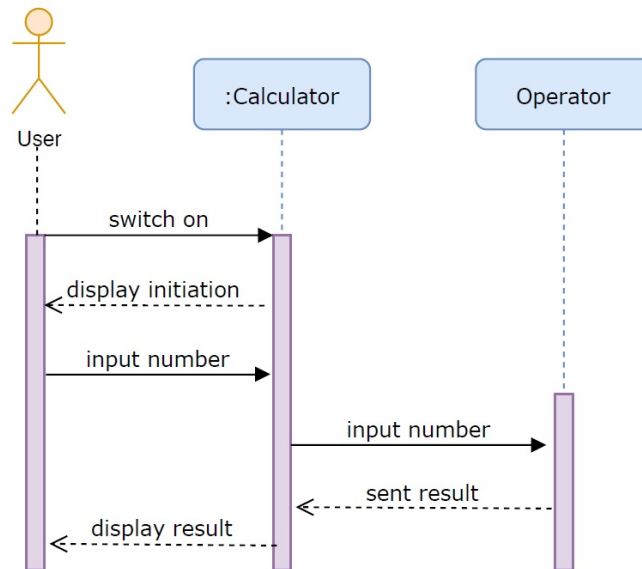 :Calculator
Operator
User
switch on
display initiation
input number
input number
sent result
display result